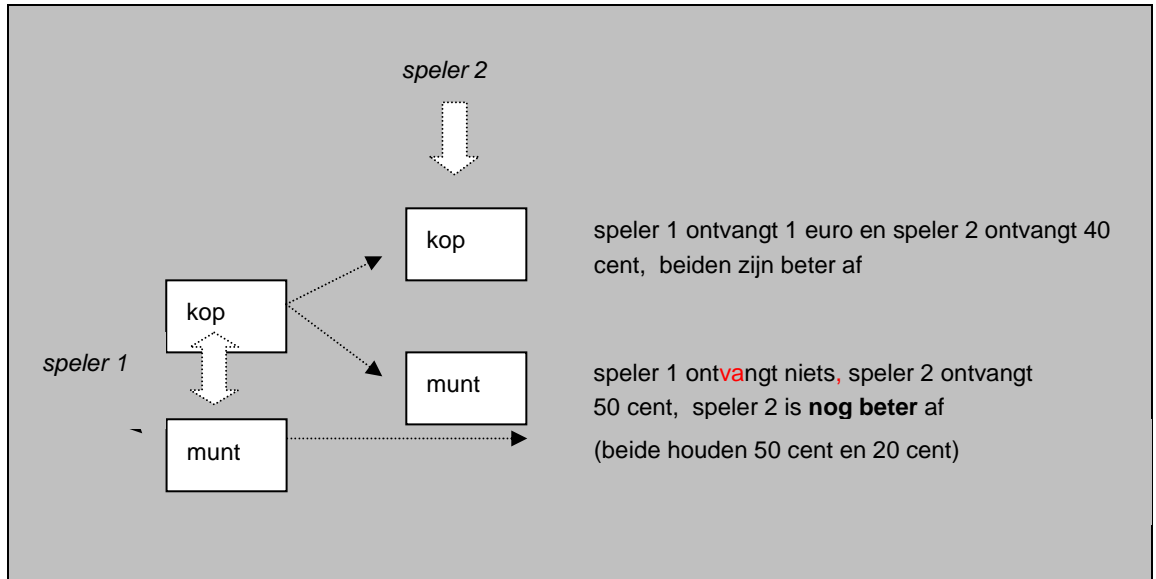 speler 2
kop
speler 1 ontvangt 1 euro en speler 2 ontvangt 40
cent, beiden zijn beter af
kop
speler 1
munt
speler 1 ontvangt niets, speler 2 ontvangt
50 cent, speler 2 is nog beter af
munt
(beide houden 50 cent en 20 cent)